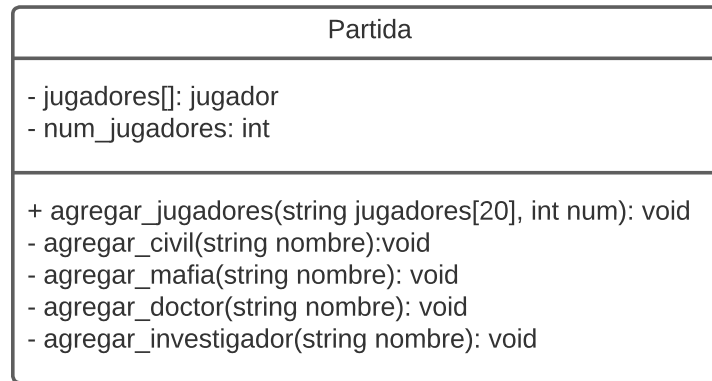 Partida
- jugadores[]: jugador
- num_jugadores: int
+ agregar_jugadores(string jugadores[20], int num): void
- agregar_civil(string nombre):void
- agregar_mafia(string nombre): void
- agregar_doctor(string nombre): void
- agregar_investigador(string nombre): void